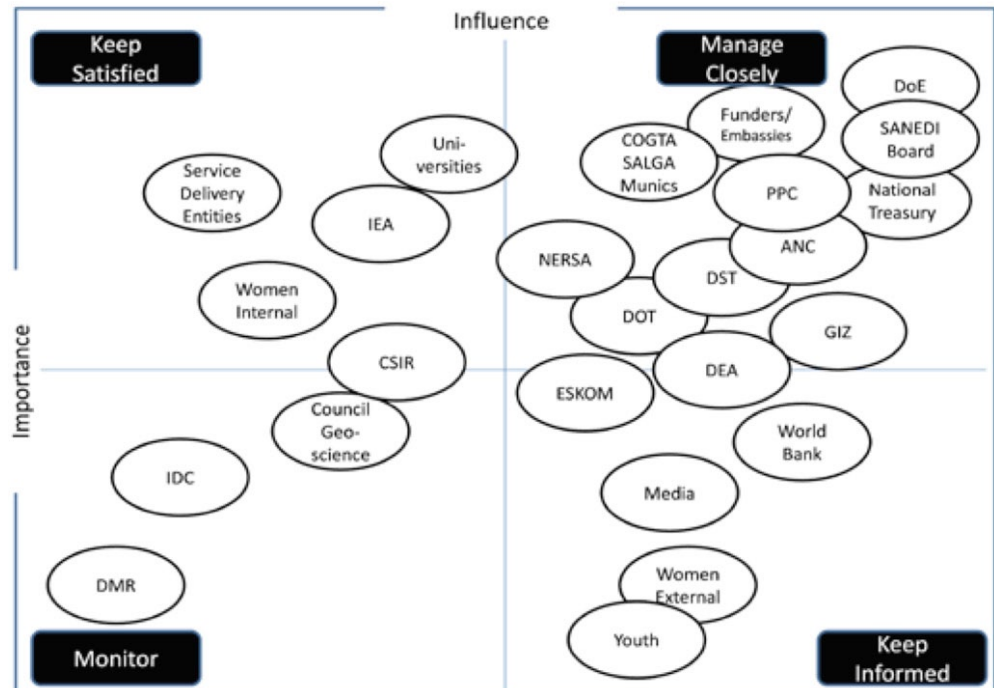 Influence
Keep
Satisfied
Manage
Closely
DoE
Funders/
Embassies
SANEDI
Board
COGTA
SALGA
Munics
Uni-
versities
Service
Delivery
Entities
PPC
National
Treasury
IEA
ANC
NERSA
DST
Women
Internal
DOT
GIZ
CSIR
DEA
Importance
ESKOM
Council
Geo-
science
World
Bank
IDC
Media
DMR
Women
External
Youth
Monitor
Keep
Informed